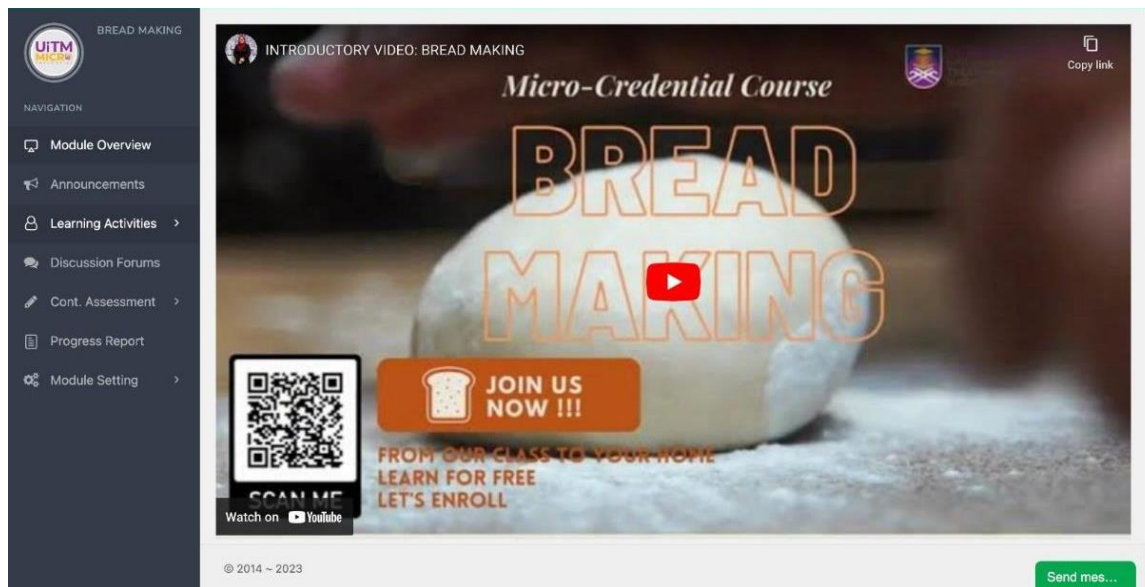 UiTM
MICRO
BREAD MAKING
NAVIGATION
Module Overview
Announcements
Learning Activities
Discussion Forums
Cont. Assessment
Progress Report
Module Setting
INTRODUCTORY VIDEO: BREAD MAKING
Copy link
Micro-Credential Course
BREAD
MAKING
JOIN US
NOW !!!
FROM OUR CLASS TO YOUR HOME
LEARN FOR FREE
LET'S ENROLL
SCAN ME
Watch on YouTube
© 2014 ~ 2023
Send mes...